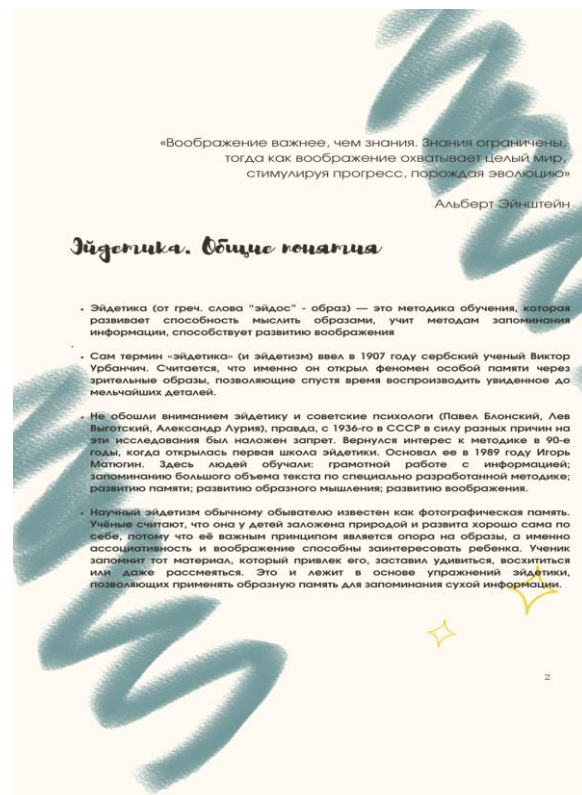 «Воображение важнее, чем знания. Знания ограничены,
тогда как воображение охватывает целый мир,
стимулируя прогресс, порождая эволюцию»
Альберт Эйнштейн
Эйдетика. Общие понятия
• Эйдетика (от греч. слова "эйдос" - образ) — это методика обучения, которая
развивает способность мыслить образами, учит методам запоминания
информации, способствует развитию воображения
• Сам термин «эйдетика» (и эйдетизм) ввел в 1907 году сербский ученый Виктор
Урбанчич. Считается, что именно он открыл феномен особой памяти через
зрительные образы, позволяющие спустя время воспроизводить увиденное до
мельчайших деталей.
• Не обошли вниманием эйдетику и советские психологи (Павел Блонский, Лев
Выготский, Александр Лурия), правда, с 1936-го в СССР в силу разных причин на
эти исследования был наложен запрет. Вернулся интерес к методике в 90-е
годы, когда открылась первая школа эйдетики. Основал ее в 1989 году Игорь
Матюгин. Здесь людей обучали: грамотной работе с информацией;
запоминанию большого объема текста по специально разработанной методике;
развитию памяти; развитию образного мышления; развитию воображения.
• Научный эйдетизм обычному обывателю известен как фотографическая память.
Учёные считают, что она у детей заложена природой и развита хорошо сама по
себе, потому что её важным принципом является опора на образы, а именно
ассоциативность и воображение способны заинтересовать ребенка. Ученик
запомнит тот материал, который привлек его, заставил удивиться, восхититься
или даже рассмеяться. Это и лежит в основе упражнений эйдетики,
позволяющих применять образную память для запоминания сухой информации.
2